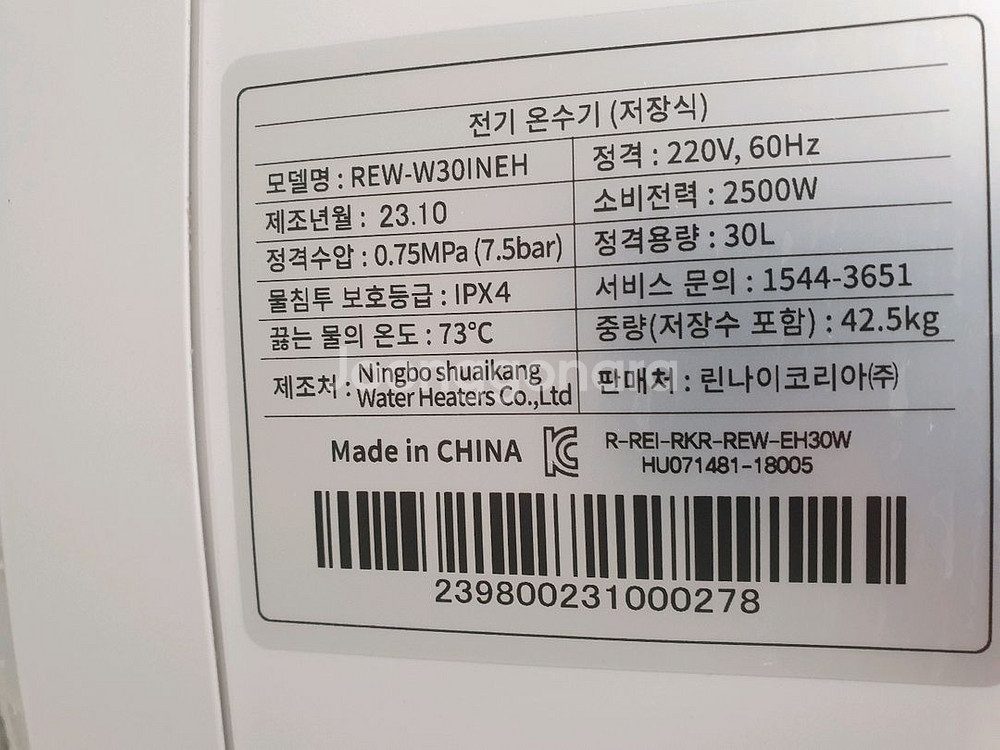 전기 온수기 (저장식)
모델명 : REW-W30INEH
정격 : 220V, 60Hz
제조년월 : 23.10
소비전력 : 2500W
정격수압 : 0.75MPa (7.5bar)
정격용량 : 30L
물침투 보호등급 : IPX4
서비스 문의 : 1544-3651
끓는 물의 온도 : 73℃
중량(저장수 포함) : 42.5kg
제조처 : Ningbo shuaikang
Water Heaters Co.,Ltd
판매처 : 린나이코리아㈜
Joonggonara
Made in CHINA
R-REI-RKR-REW-EH30W
HU071481-18005
239800231000278